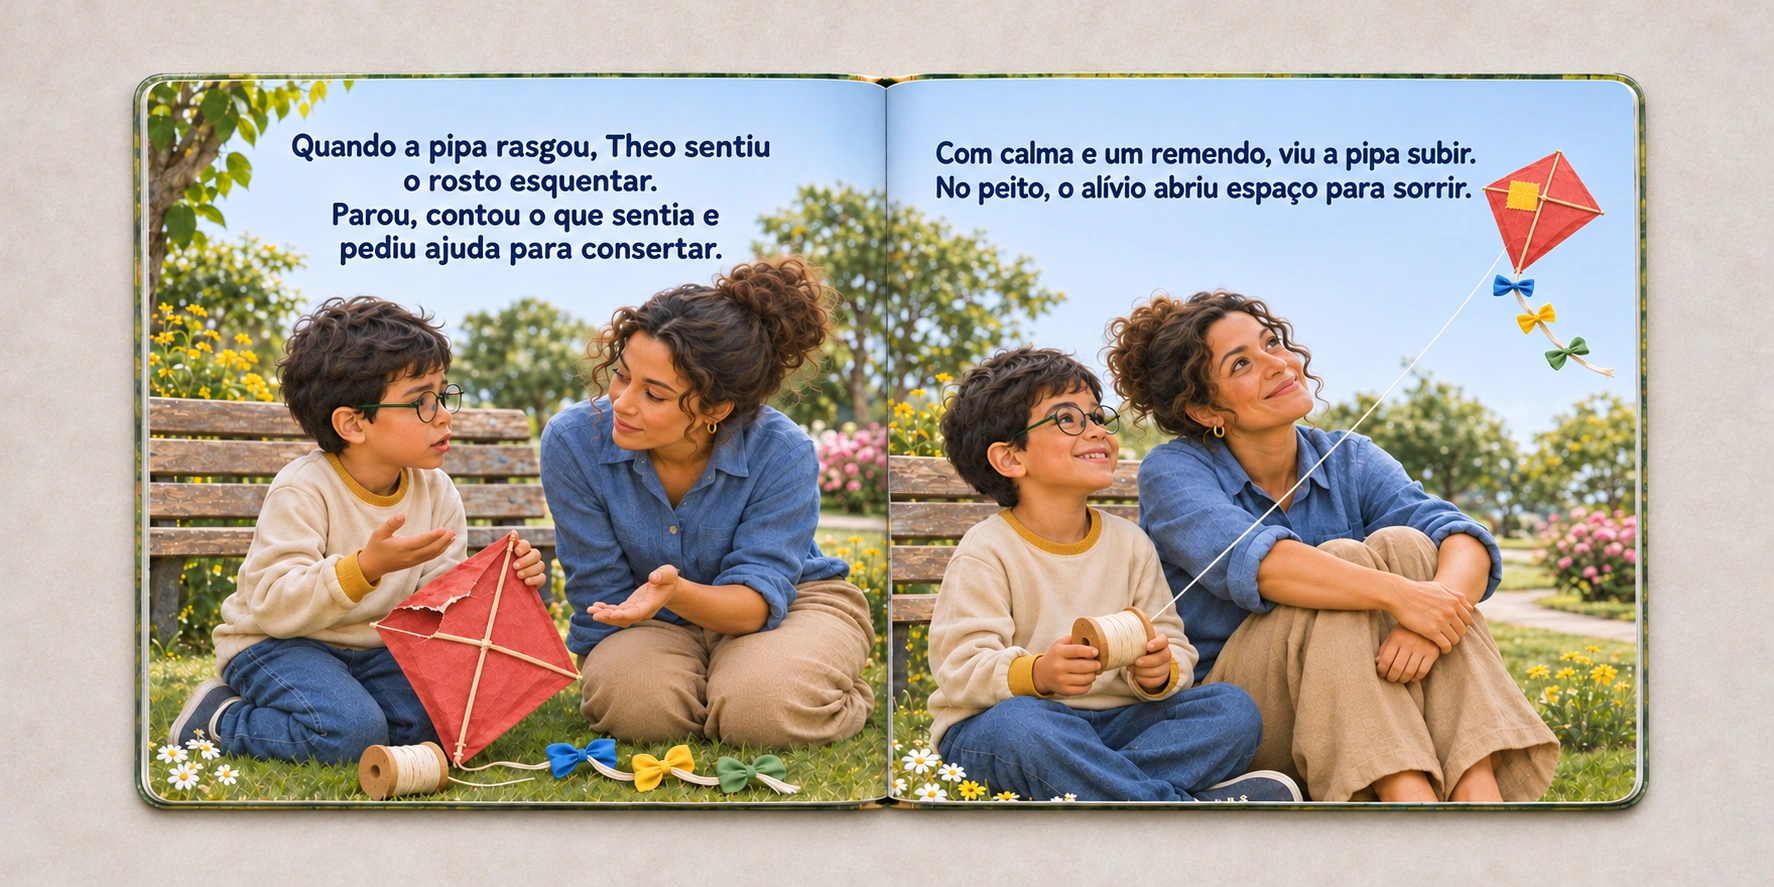 Quando a pipa rasgou, Theo sentiu
o rosto esquentar.
Parou, contou o que sentia e
pediu ajuda para consertar.
Com calma e um remendo, viu a pipa subir.
No peito, o alívio abriu espaço para sorrir.